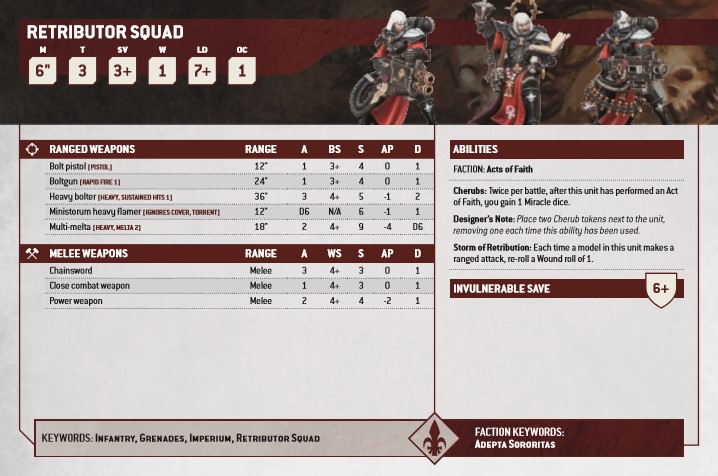 RETRIBUTOR SQUAD
M T SV W LD OC
6" 3 3+ 1 7+ 1
RANGED WEAPONS RANGE A BS S AP D
Bolt pistol [PISTOL] 12" 1 3+ 4 0 1
Boltgun [RAPID FIRE 1] 24" 1 3+ 4 0 1
Heavy bolter [HEAVY, SUSTAINED HITS 1] 36" 3 4+ 5 -1 2
Ministorum heavy flamer [IGNORES COVER, TORRENT] 12" D6 N/A 6 -1 1
Multi-melta [HEAVY, MELTA 2] 18" 2 4+ 9 -4 D6
MELEE WEAPONS RANGE A WS S AP D
Chainsword Melee 3 4+ 3 0 1
Close combat weapon Melee 1 4+ 3 0 1
Power weapon Melee 2 4+ 4 -2 1
ABILITIES
FACTION: Acts of Faith
Cherubs: Twice per battle, after this unit has performed an Act
of Faith, you gain 1 Miracle dice.
Designer's Note: Place two Cherub tokens next to the unit,
removing one each time this ability has been used.
Storm of Retribution: Each time a model in this unit makes a
ranged attack, re-roll a Wound roll of 1.
INVULNERABLE SAVE 6+
KEYWORDS: INFANTRY, GRENADES, IMPERIUM, RETRIBUTOR SQUAD
FACTION KEYWORDS:
ADEPTA SORORITAS